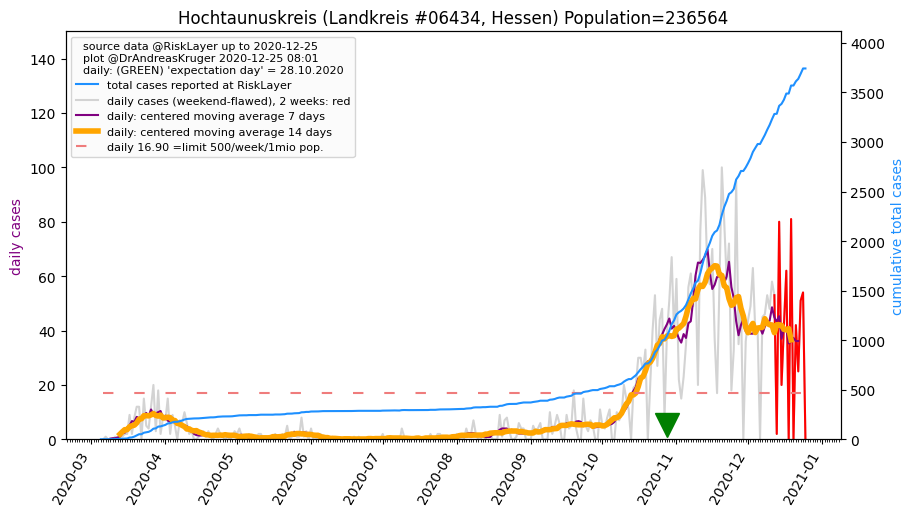 Hochtaunuskreis (Landkreis #06434, Hessen) Population=236564
source data @RiskLayer up to 2020-12-25
plot @DrAndreasKruger 2020-12-25 08:01
daily: (GREEN) 'expectation day' = 28.10.2020
total cases reported at RiskLayer
daily cases (weekend-flawed), 2 weeks: red
daily: centered moving average 7 days
daily: centered moving average 14 days
daily 16.90 =limit 500/week/1mio pop.
daily cases
140
120
100
80
60
40
20
0
cumulative total cases
4000
3500
3000
2500
2000
1500
1000
500
0
2020-03
2020-04
2020-05
2020-06
2020-07
2020-08
2020-09
2020-10
2020-11
2020-12
2021-01